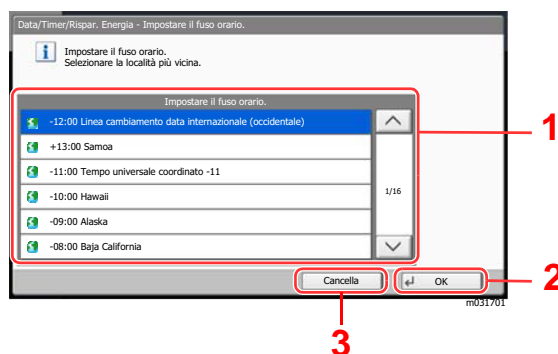 Data/Timer/Rispar. Energia - Impostare il fuso orario.
Impostare il fuso orario.
Selezionare la località più vicina.
Impostare il fuso orario.
-12:00 Linea cambiamento data internazionale (occidentale)
+13:00 Samoa
-11:00 Tempo universale coordinato -11
-10:00 Hawaii
1/16
-09:00 Alaska
-08:00 Baja California
Cancella
OK
m031701
1
2
3